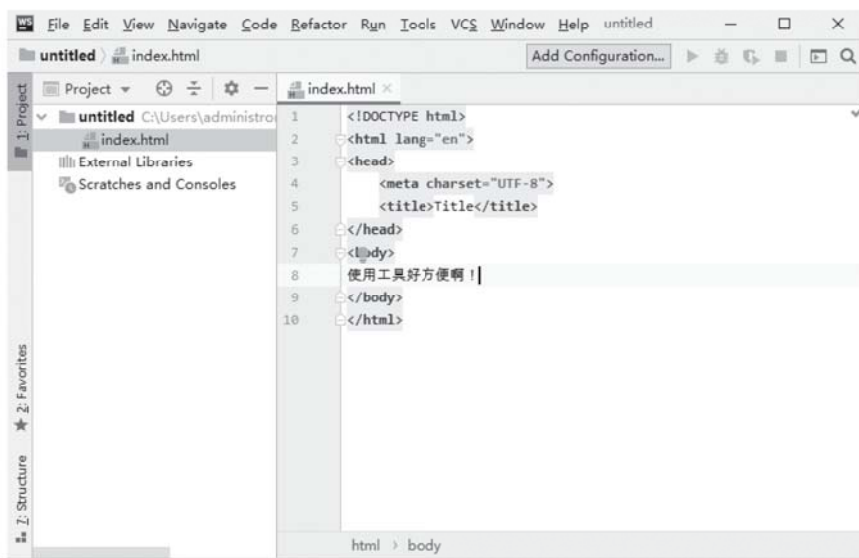 WS File Edit View Navigate Code Refactor Run Tools VCS Window Help untitled
untitled index.html Add Configuration...
1: Project
Project
untitled C:\Users\administro
index.html
External Libraries
Scratches and Consoles
2: Favorites
7: Structure
index.html
1 <!DOCTYPE html>
2 <html lang="en">
3 <head>
4 <meta charset="UTF-8">
5 <title>Title</title>
6 </head>
7 <body>
8 使用工具好方便啊！
9 </body>
10 </html>
html › body